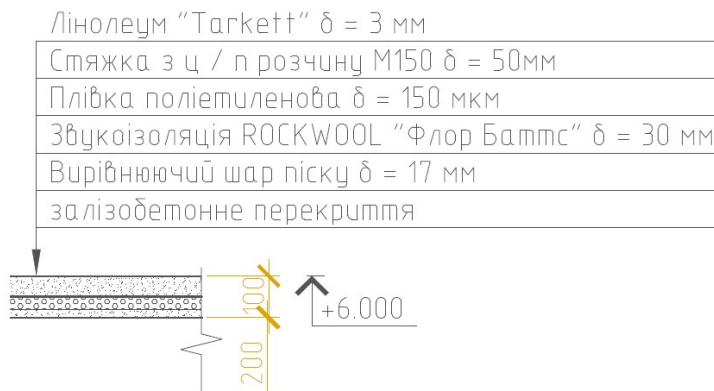 Лінолеум "Tarkett" δ = 3 мм
Стяжка з ц / п розчину М150 δ = 50мм
Плівка поліетиленова δ = 150 мкм
Звукоізоляція ROCKWOOL "Флор Баттс" δ = 30 мм
Вирівнюючий шар піску δ = 17 мм
залізобетонне перекриття
100
+6.000
200